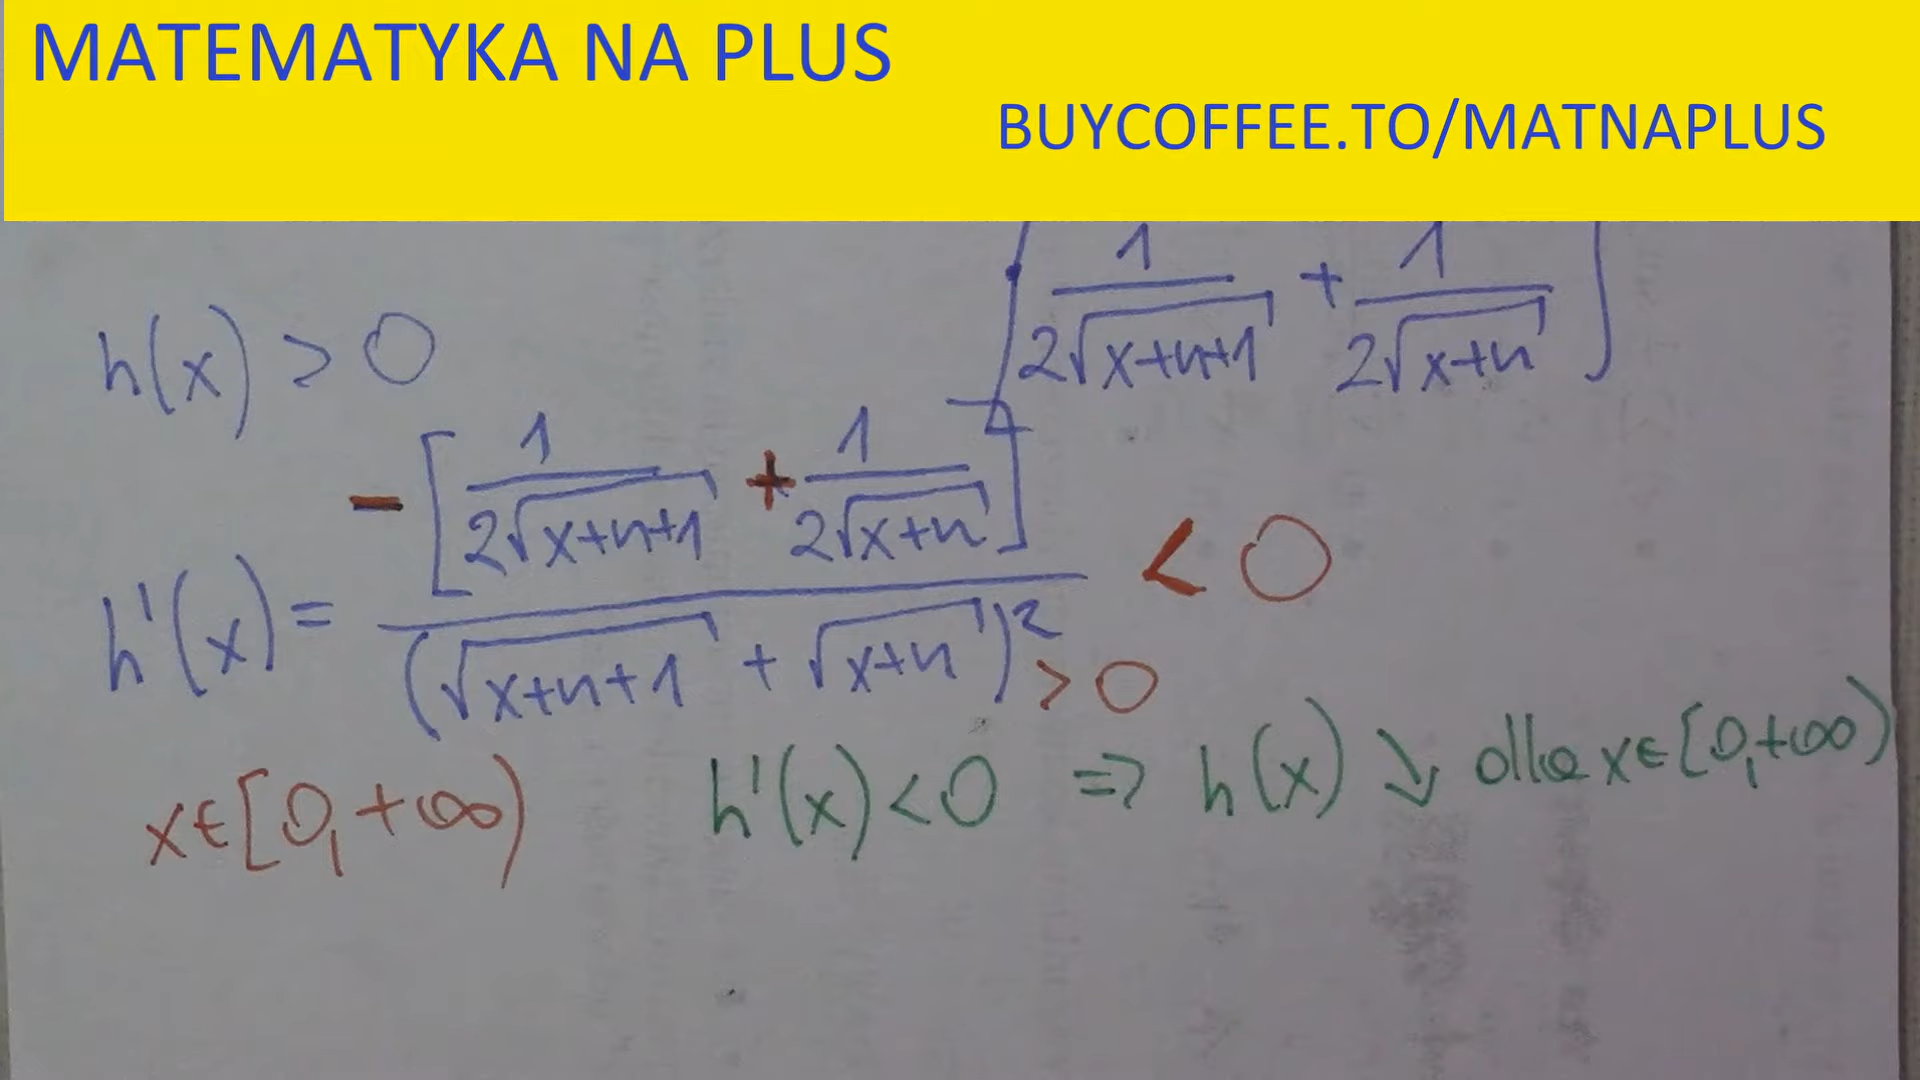 MATEMATYKA NA PLUS
BUYCOFFEE.TO/MATNAPLUS
[1/(2√(x+n+1)) + 1/(2√(x+n))]
h(x) > 0
h'(x) = -[1/(2√(x+n+1)) + 1/(2√(x+n))] / (√(x+n+1) + √(x+n))² < 0
> 0
x∈[0,+∞) h'(x)<0 => h(x) ↘ dla x∈[0,+∞)